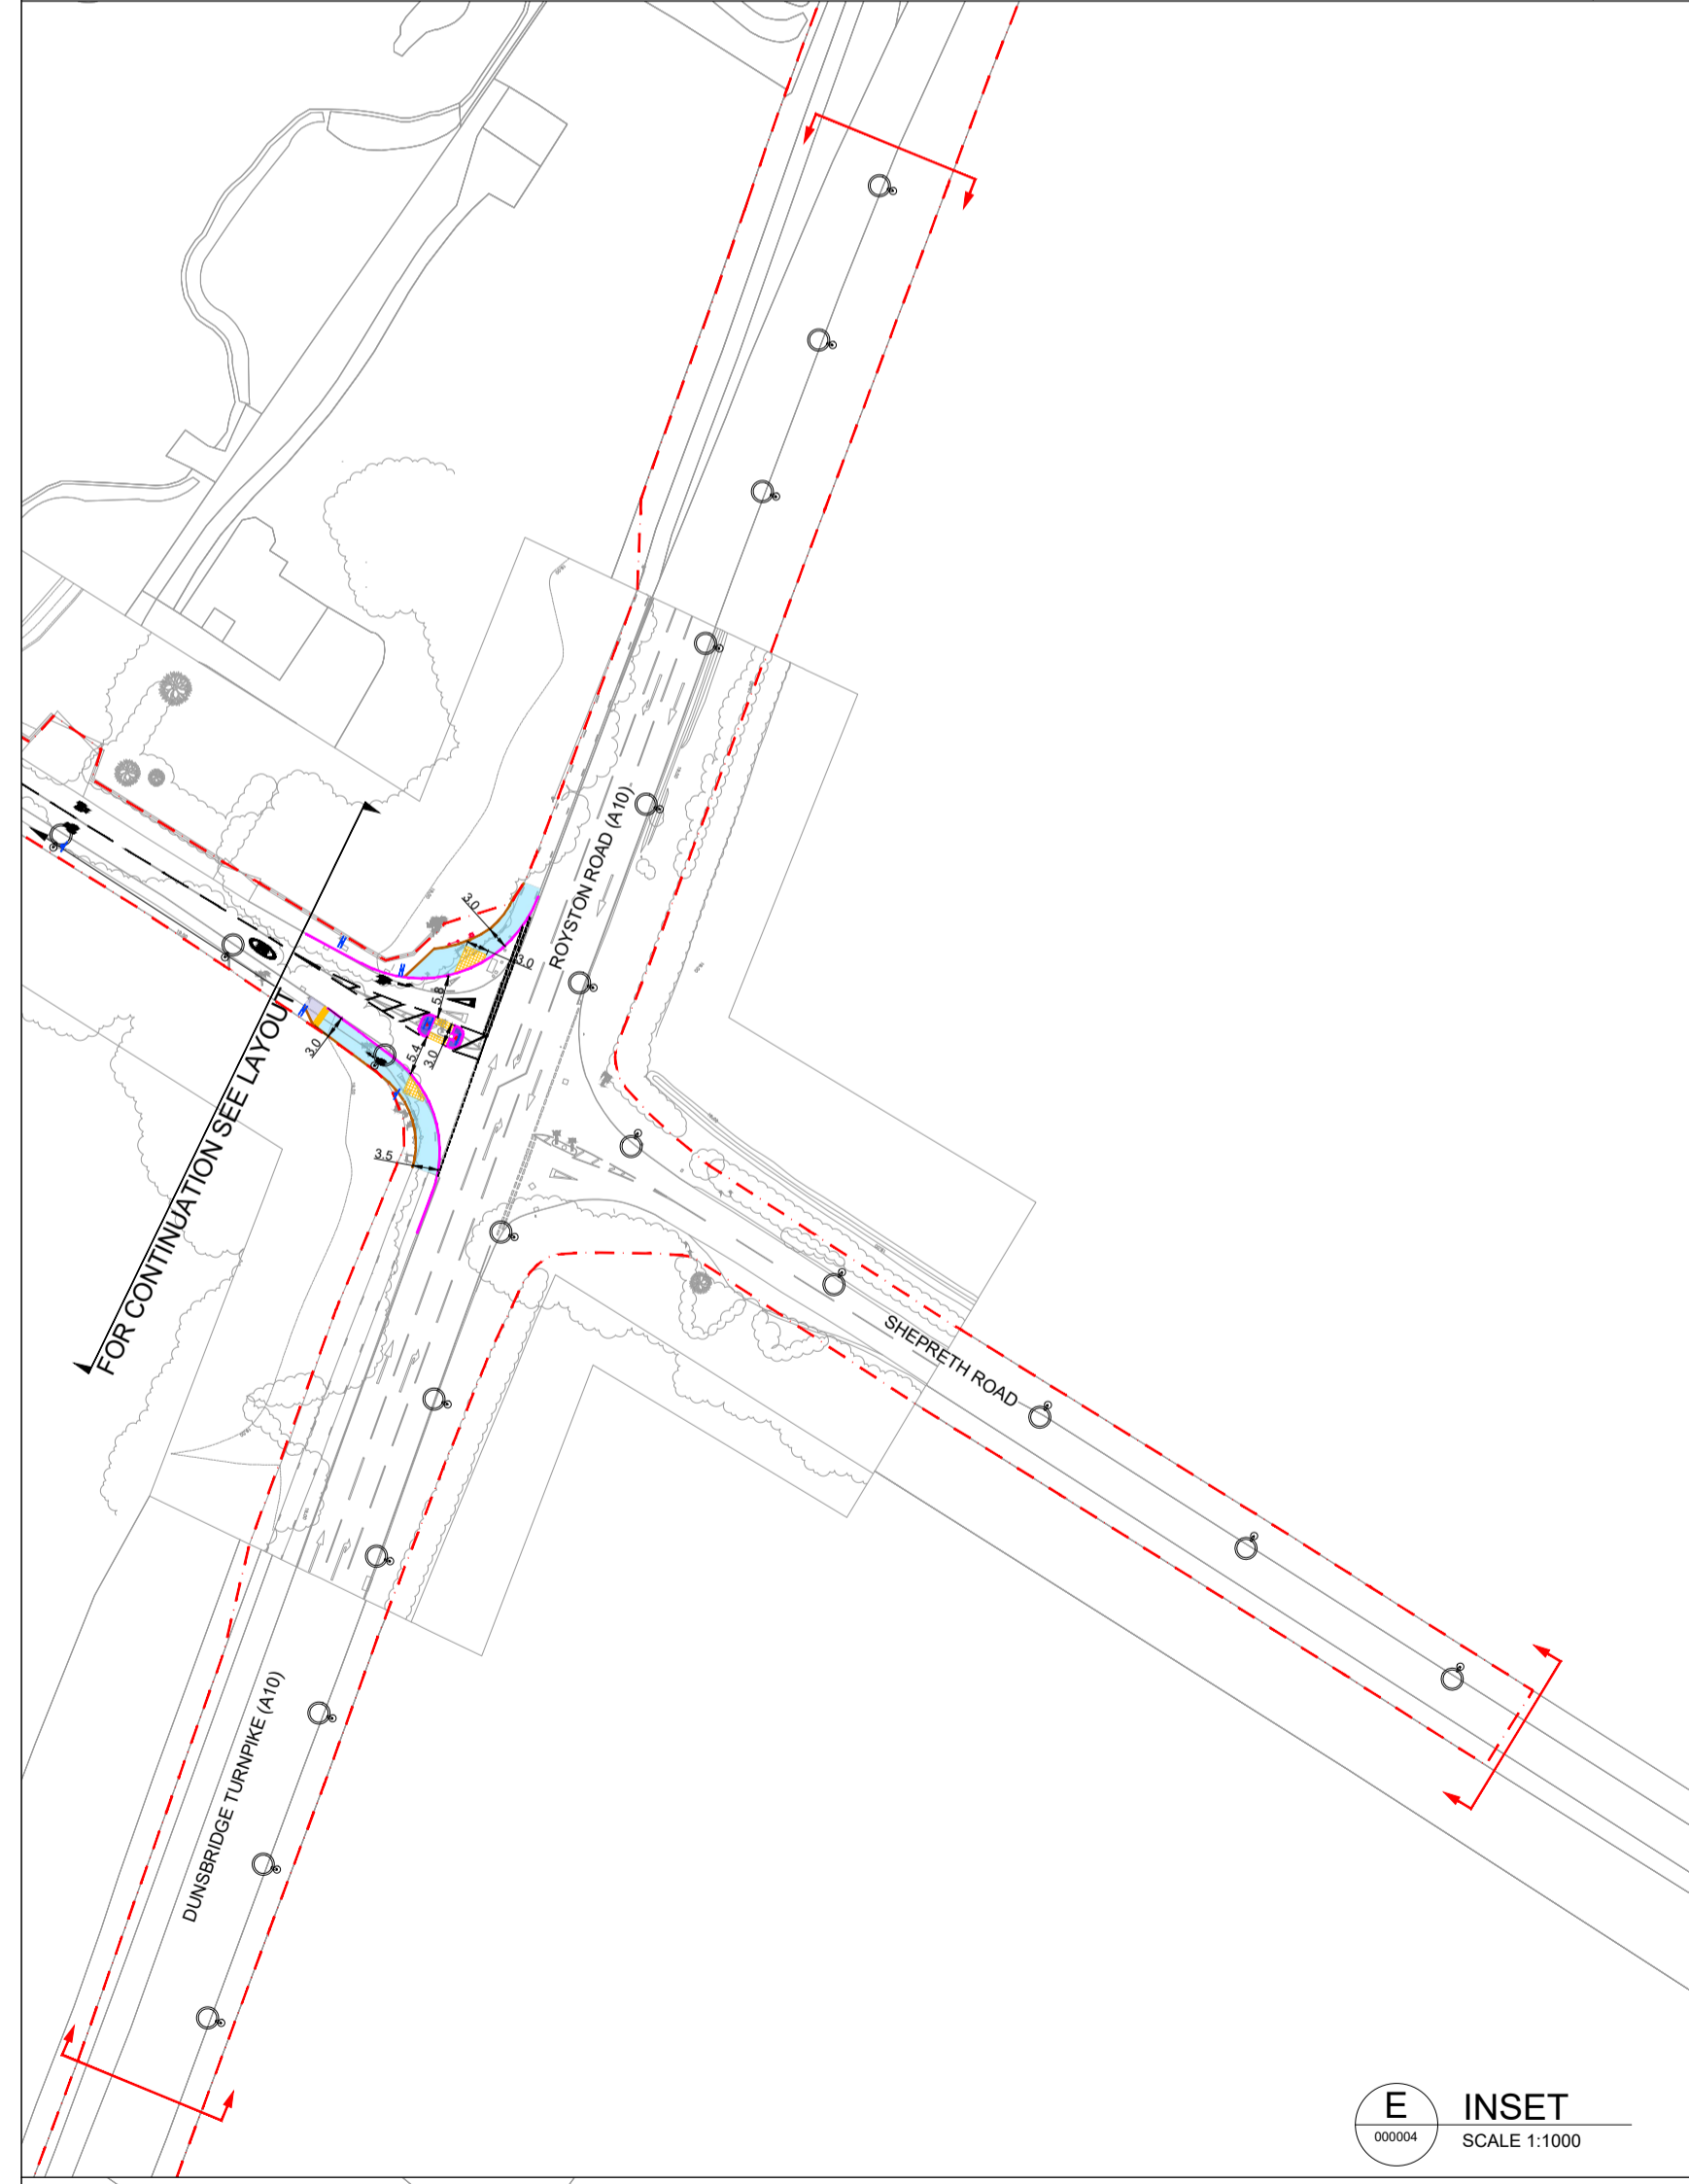 3.0
3.0
ROYSTON ROAD (A10)
5.8
5.4
3.0
3.0
3.5
FOR CONTINUATION SEE LAYOUT
SHEPRETH ROAD
DUNSBRIDGE TURNPIKE (A10)
E
000004
INSET
SCALE 1:1000